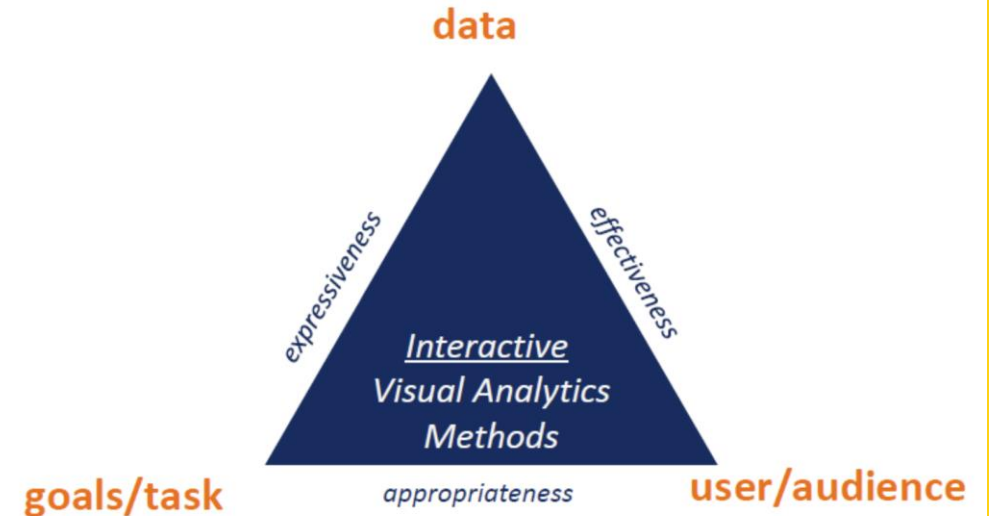 data
expressiveness
effectiveness
Interactive
Visual Analytics
Methods
goals/task
appropriateness
user/audience